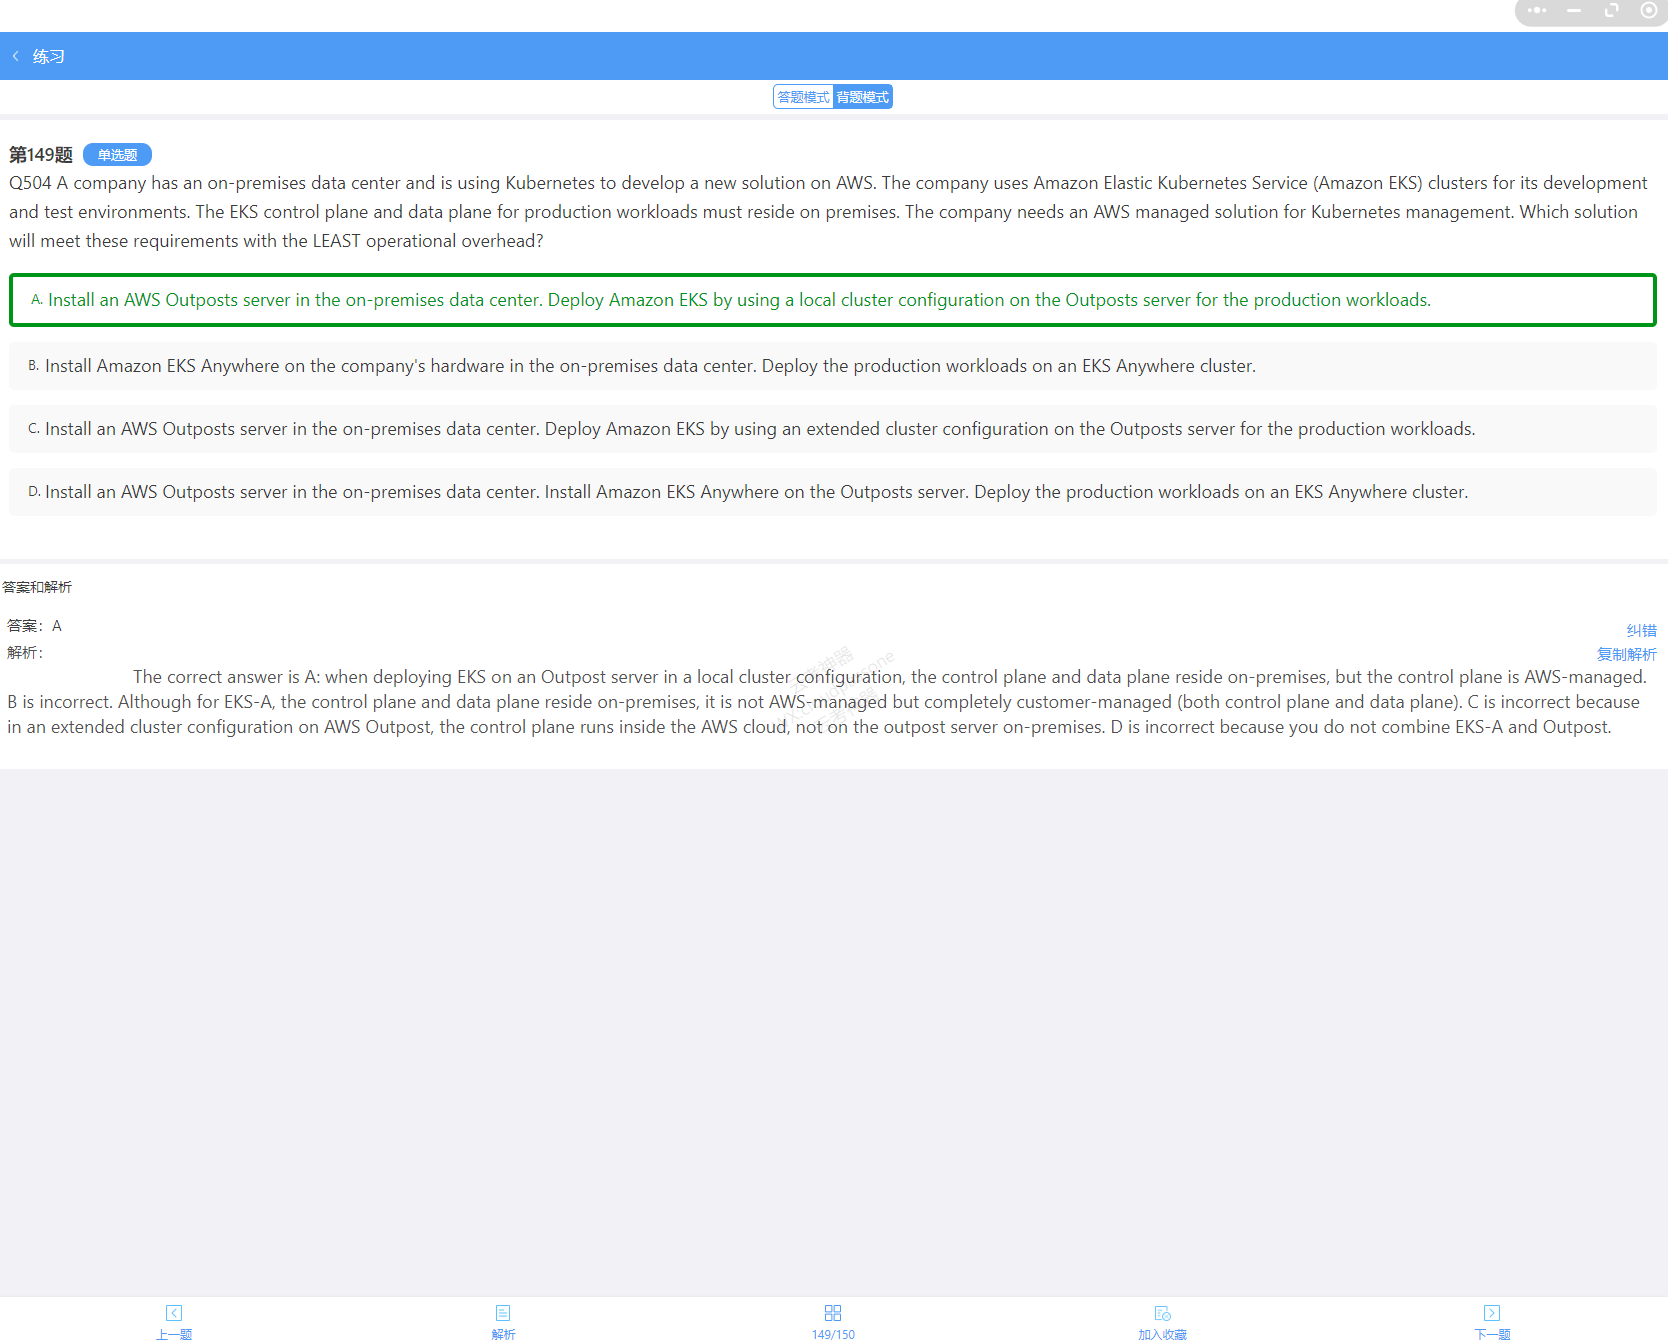 练习
答题模式 背题模式
第149题 单选题
Q504 A company has an on-premises data center and is using Kubernetes to develop a new solution on AWS. The company uses Amazon Elastic Kubernetes Service (Amazon EKS) clusters for its development
and test environments. The EKS control plane and data plane for production workloads must reside on premises. The company needs an AWS managed solution for Kubernetes management. Which solution
will meet these requirements with the LEAST operational overhead?
A. Install an AWS Outposts server in the on-premises data center. Deploy Amazon EKS by using a local cluster configuration on the Outposts server for the production workloads.
B. Install Amazon EKS Anywhere on the company's hardware in the on-premises data center. Deploy the production workloads on an EKS Anywhere cluster.
C. Install an AWS Outposts server in the on-premises data center. Deploy Amazon EKS by using an extended cluster configuration on the Outposts server for the production workloads.
D. Install an AWS Outposts server in the on-premises data center. Install Amazon EKS Anywhere on the Outposts server. Deploy the production workloads on an EKS Anywhere cluster.
答案和解析
答案：A
纠错
解析：
复制解析
The correct answer is A: when deploying EKS on an Outpost server in a local cluster configuration, the control plane and data plane reside on-premises, but the control plane is AWS-managed.
B is incorrect. Although for EKS-A, the control plane and data plane reside on-premises, it is not AWS-managed but completely customer-managed (both control plane and data plane). C is incorrect because
in an extended cluster configuration on AWS Outpost, the control plane runs inside the AWS cloud, not on the outpost server on-premises. D is incorrect because you do not combine EKS-A and Outpost.
上一题 解析 149/150 加入收藏 下一题